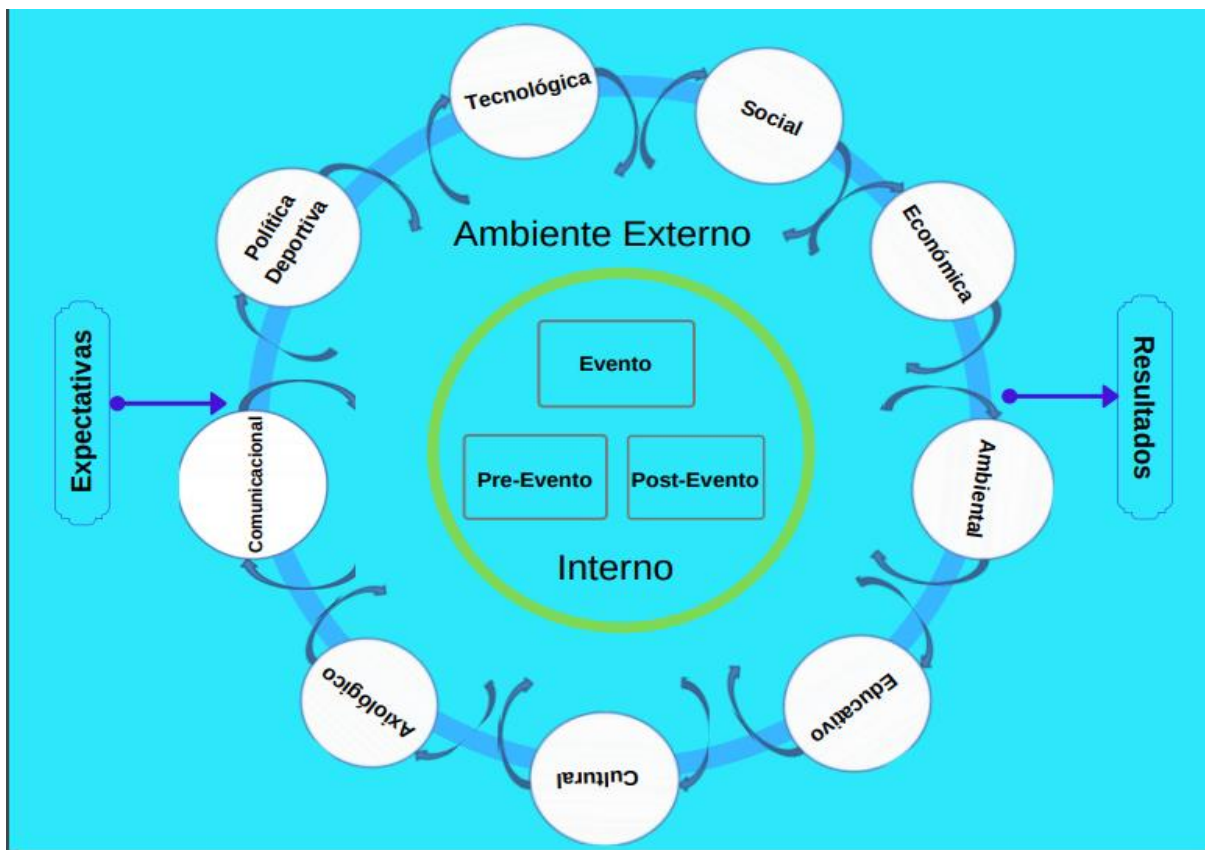 Tecnológica
Social
Económica
Ambiental
Educativo
Cultural
Axiológico
Comunicacional
Política
Deportiva
Ambiente Externo
Evento
Pre-Evento
Post-Evento
Interno
Expectativas
Resultados